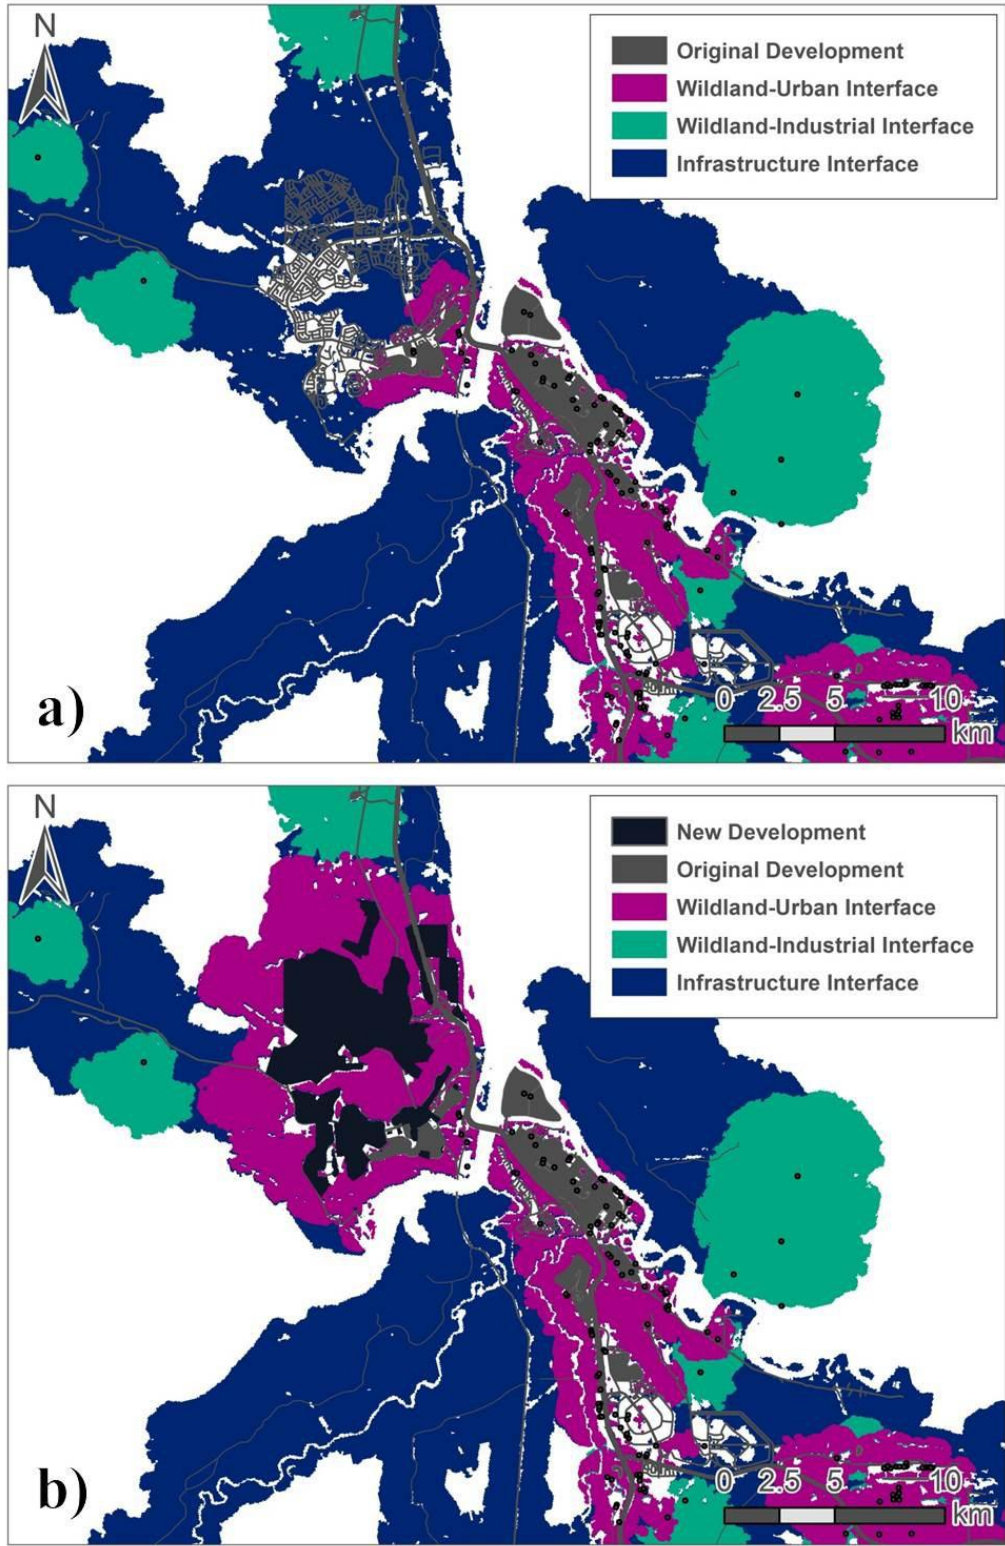 N
Original Development
Wildland-Urban Interface
Wildland-Industrial Interface
Infrastructure Interface
a)
0 2.5 5 10
km
N
New Development
Original Development
Wildland-Urban Interface
Wildland-Industrial Interface
Infrastructure Interface
b)
0 2.5 5 10
km